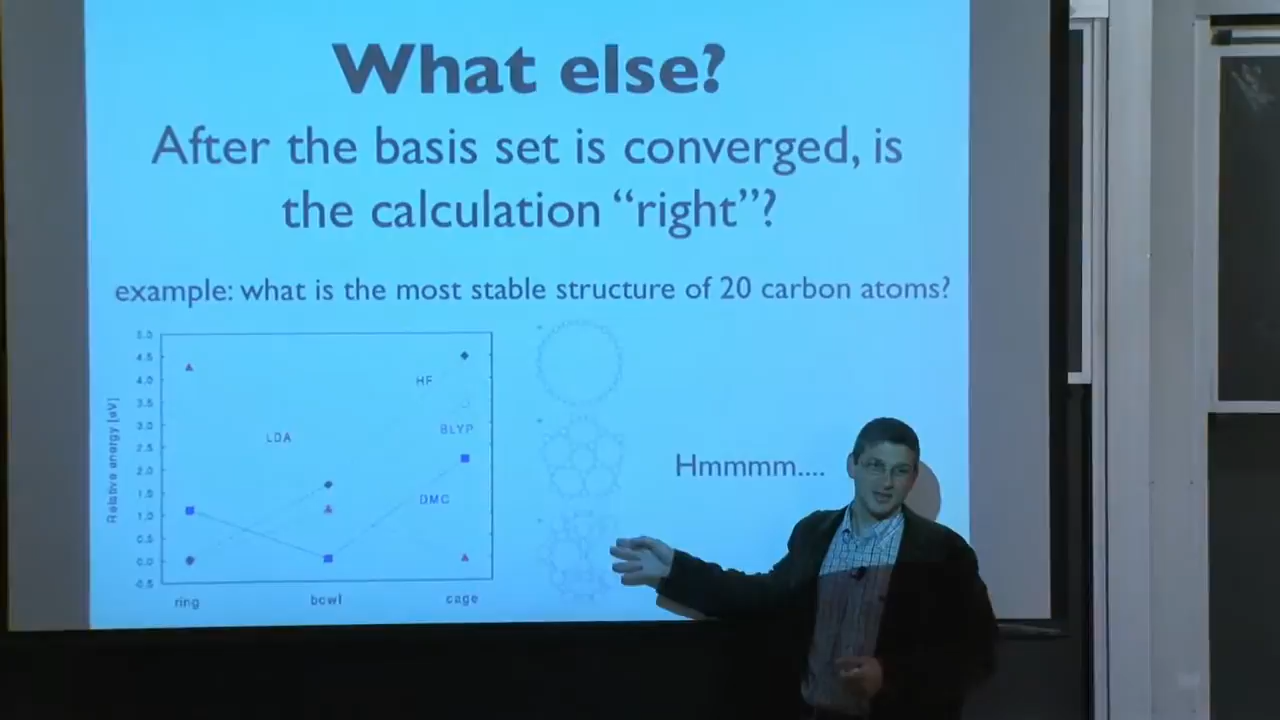 What else?
After the basis set is converged, is
the calculation “right”?
example: what is the most stable structure of 20 carbon atoms?
5.0
4.5
4.0
3.5
3.0
2.5
2.0
1.5
1.0
0.5
0.0
-0.5
Relative energy [eV]
HF
LDA
BLYP
DMC
ring
bowl
cage
Hmmmm....